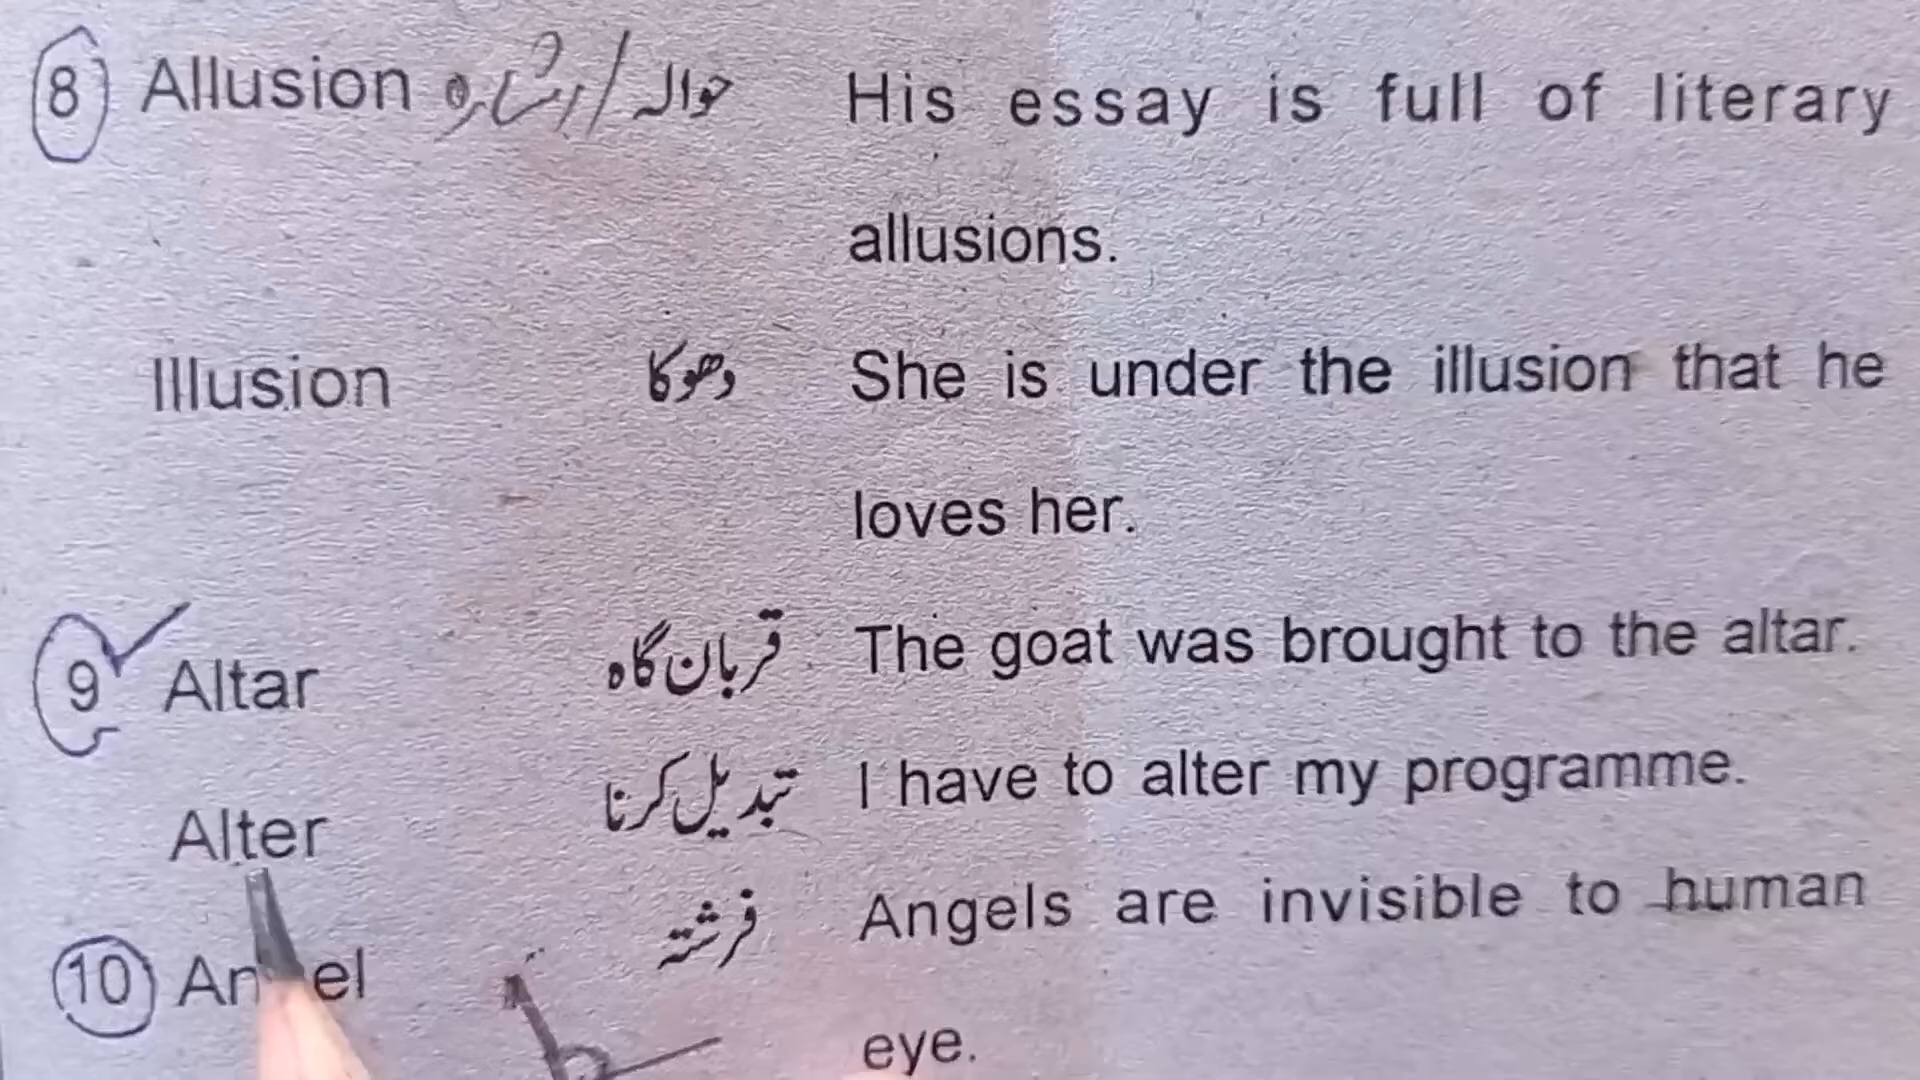 8 Allusion حوالہ/اشارہ His essay is full of literary
allusions.
Illusion دھوکا She is under the illusion that he
loves her.
9 Altar قربان گاہ The goat was brought to the altar.
Alter تبدیل کرنا I have to alter my programme.
10 فرشتہ Angels are invisible to human
eye.